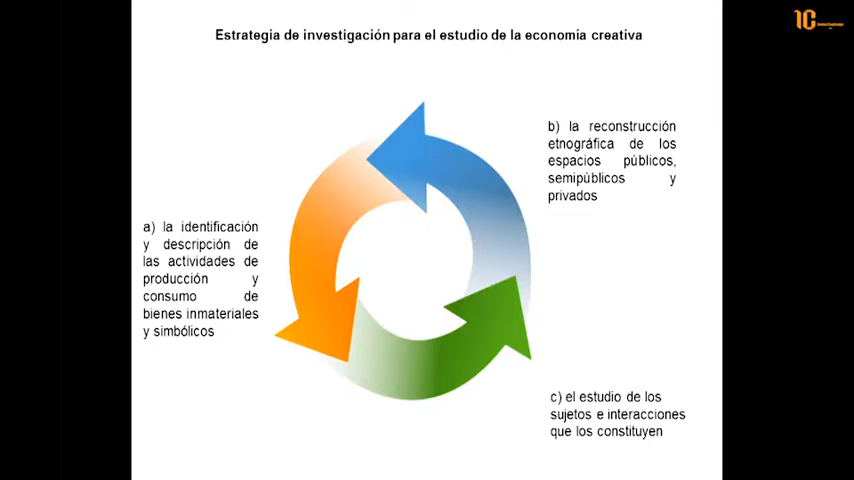 Estrategia de investigación para el estudio de la economía creativa
1C
a) la identificación
y descripción de
las actividades de
producción y
consumo de
bienes inmateriales
y simbólicos
b) la reconstrucción
etnográfica de los
espacios públicos,
semipúblicos y
privados
c) el estudio de los
sujetos e interacciones
que los constituyen